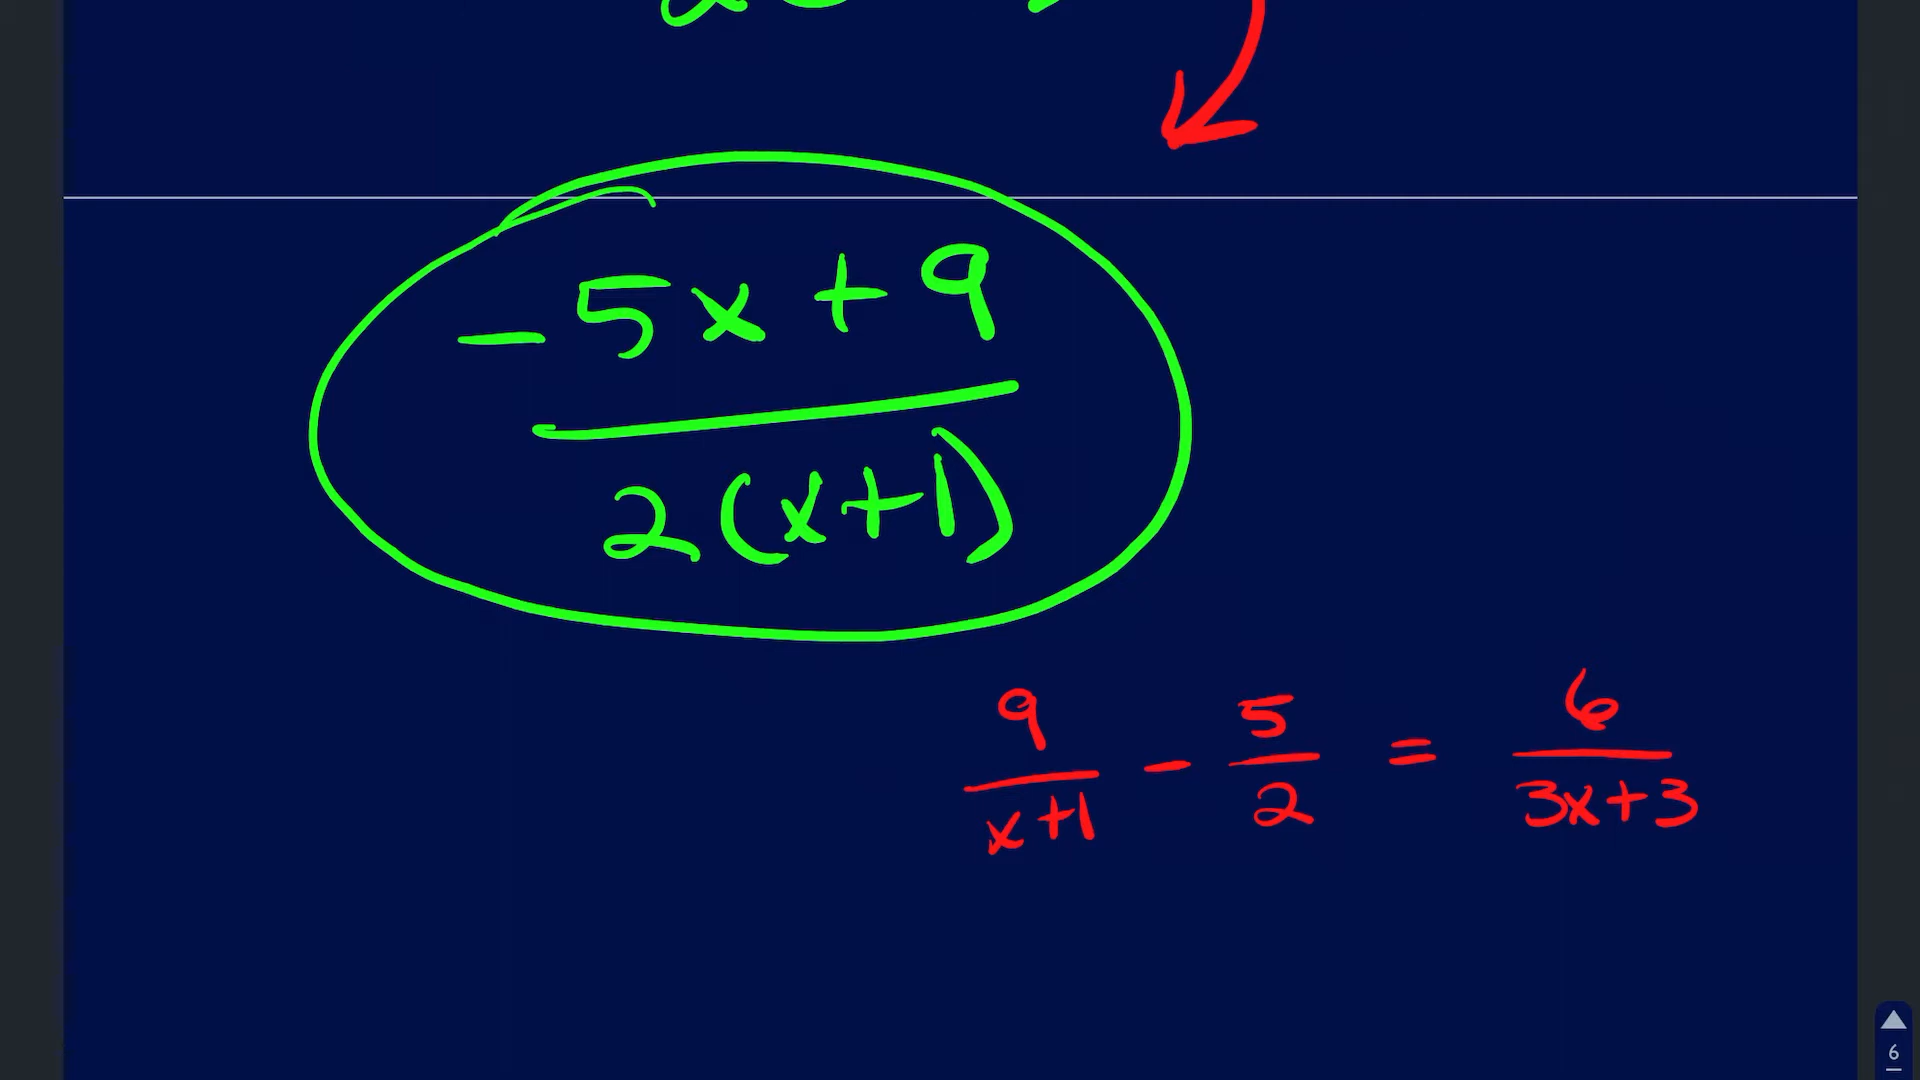 -5x+9
2(x+1)
9/(x+1) - 5/2 = 6/(3x+3)
6